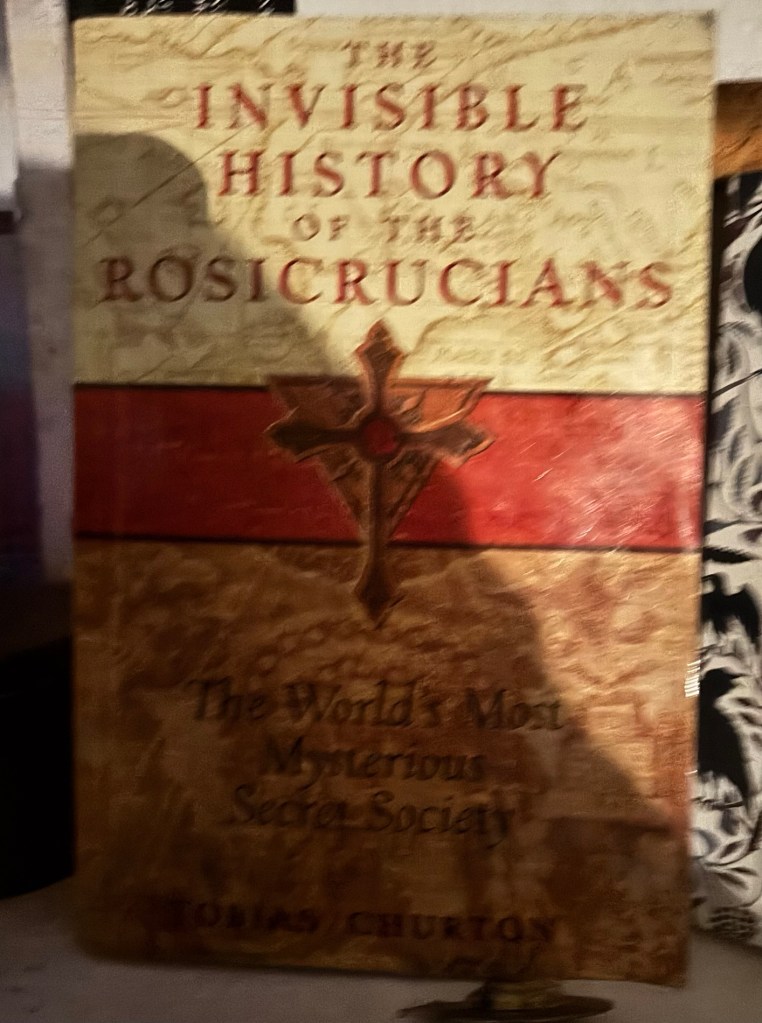 THE
INVISIBLE
HISTORY
OF THE
ROSICRUCIANS
The World's Most
Mysterious
Secret Society
TOBIAS CHURTON